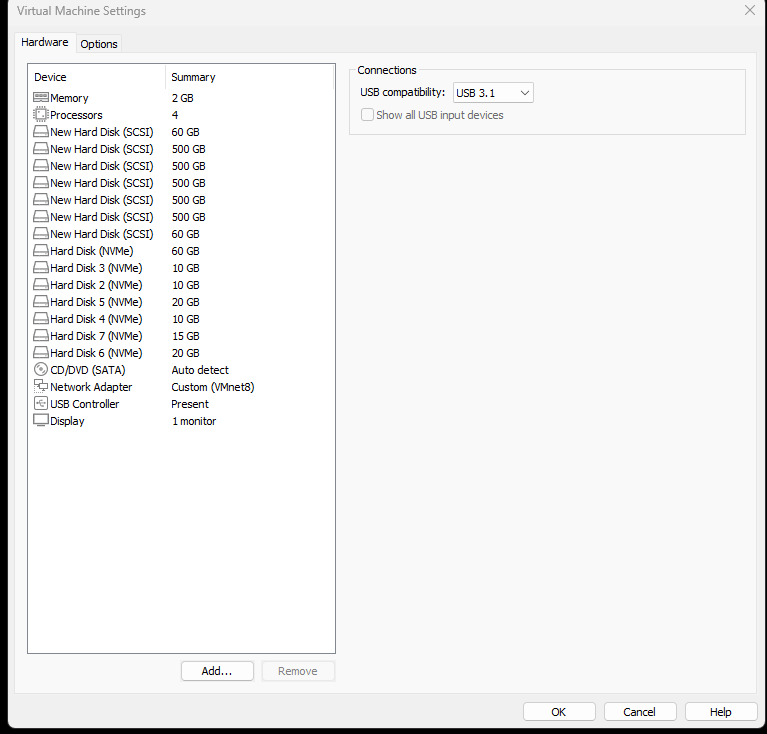 Virtual Machine Settings
Hardware Options
Device Summary
Memory 2 GB
Processors 4
New Hard Disk (SCSI) 60 GB
New Hard Disk (SCSI) 500 GB
New Hard Disk (SCSI) 500 GB
New Hard Disk (SCSI) 500 GB
New Hard Disk (SCSI) 500 GB
New Hard Disk (SCSI) 500 GB
New Hard Disk (SCSI) 60 GB
Hard Disk (NVMe) 60 GB
Hard Disk 3 (NVMe) 10 GB
Hard Disk 2 (NVMe) 10 GB
Hard Disk 5 (NVMe) 20 GB
Hard Disk 4 (NVMe) 10 GB
Hard Disk 7 (NVMe) 15 GB
Hard Disk 6 (NVMe) 20 GB
CD/DVD (SATA) Auto detect
Network Adapter Custom (VMnet8)
USB Controller Present
Display 1 monitor
Connections
USB compatibility: USB 3.1
Show all USB input devices
Add... Remove
OK Cancel Help